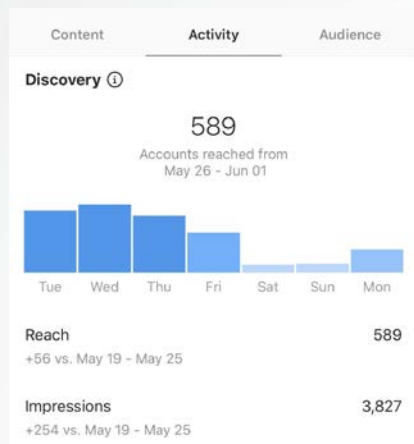 Content Activity Audience
Discovery
589
Accounts reached from
May 26 - Jun 01
Tue Wed Thu Fri Sat Sun Mon
Reach 589
+56 vs. May 19 - May 25
Impressions 3,827
+254 vs. May 19 - May 25